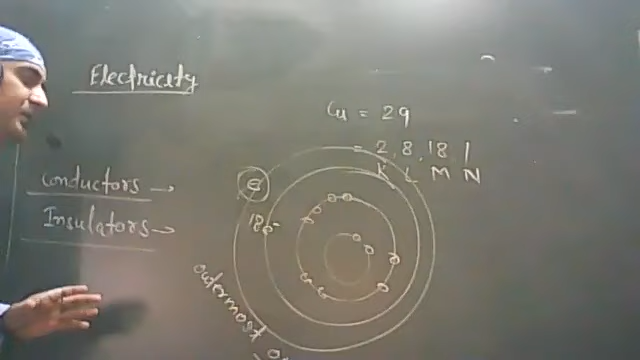 Electricity
Cu = 29
= 2, 8, 18, 1
K L M N
conductors →
Insulators →
e
18e-
outermost